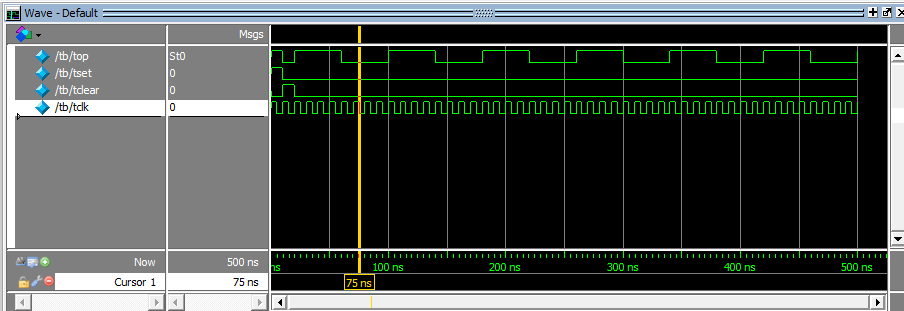 Wave - Default
Msgs
/tb/top St0
/tb/tset 0
/tb/tclear 0
/tb/tclk 0
Now 500 ns
ns 100 ns 200 ns 300 ns 400 ns 500 ns
Cursor 1 75 ns
75 ns